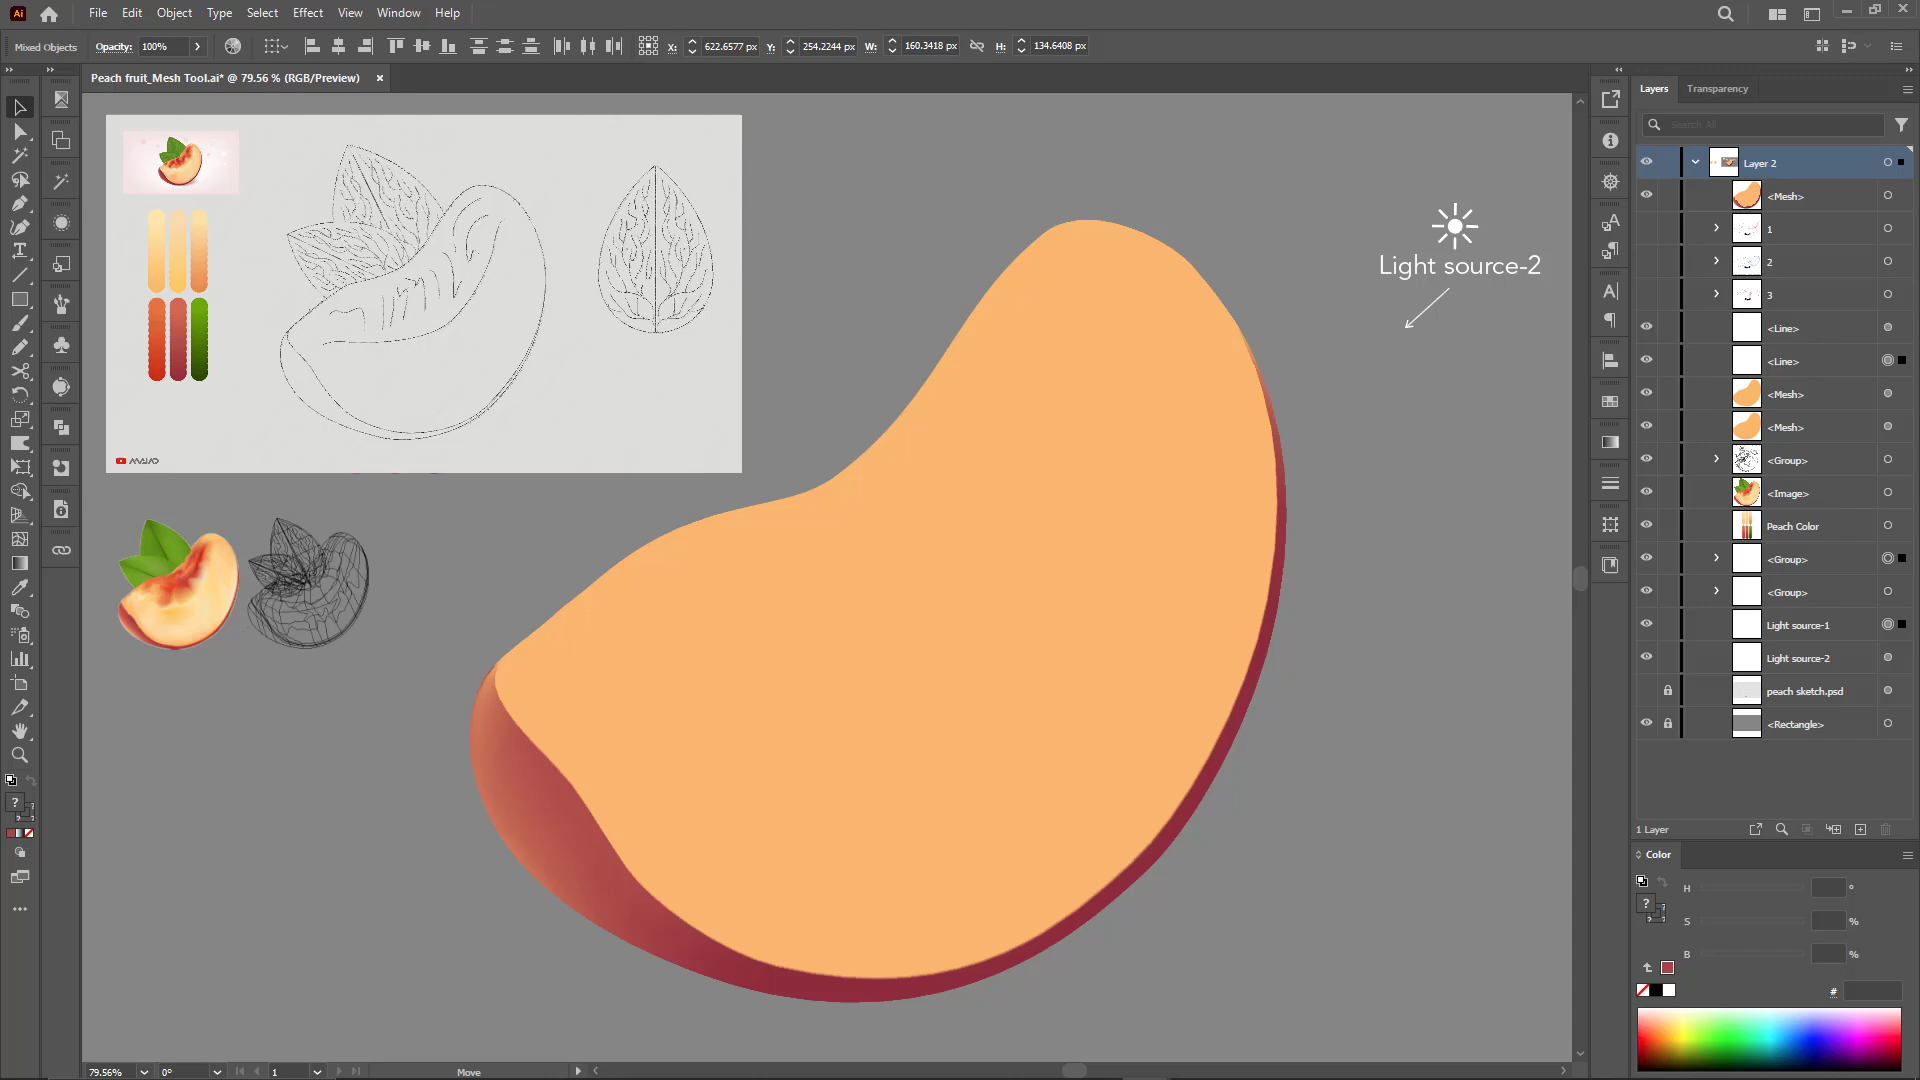 Ai
File Edit Object Type Select Effect View Window Help
Mixed Objects Opacity: 100% X: 622.6577 px Y: 254.2244 px W: 160.3418 px H: 134.6408 px
Peach fruit_Mesh Tool.ai* @ 79.56 % (RGB/Preview) ×
Layers Transparency
Search All
Layer 2
<Mesh>
1
2
3
<Line>
<Line>
<Mesh>
<Mesh>
<Group>
<Image>
Peach Color
<Group>
<Group>
Light source-1
Light source-2
peach sketch.psd
<Rectangle>
Light source-2
1 Layer
Color
H °
S %
B %
#
79.56% 0° 1 Move